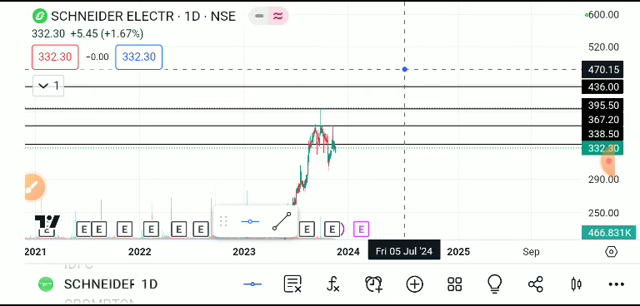 SCHNEIDER ELECTR · 1D · NSE
332.30 +5.45 (+1.67%)
332.30 −0.00 332.30
1
600.00
520.00
470.15
436.00
395.50
367.20
338.50
332.30
290.00
250.00
466.831K
E E E E E E E E
2021 2022 2023 2024 Fri 05 Jul '24 2025 Sep
SCHNEIDER 1D